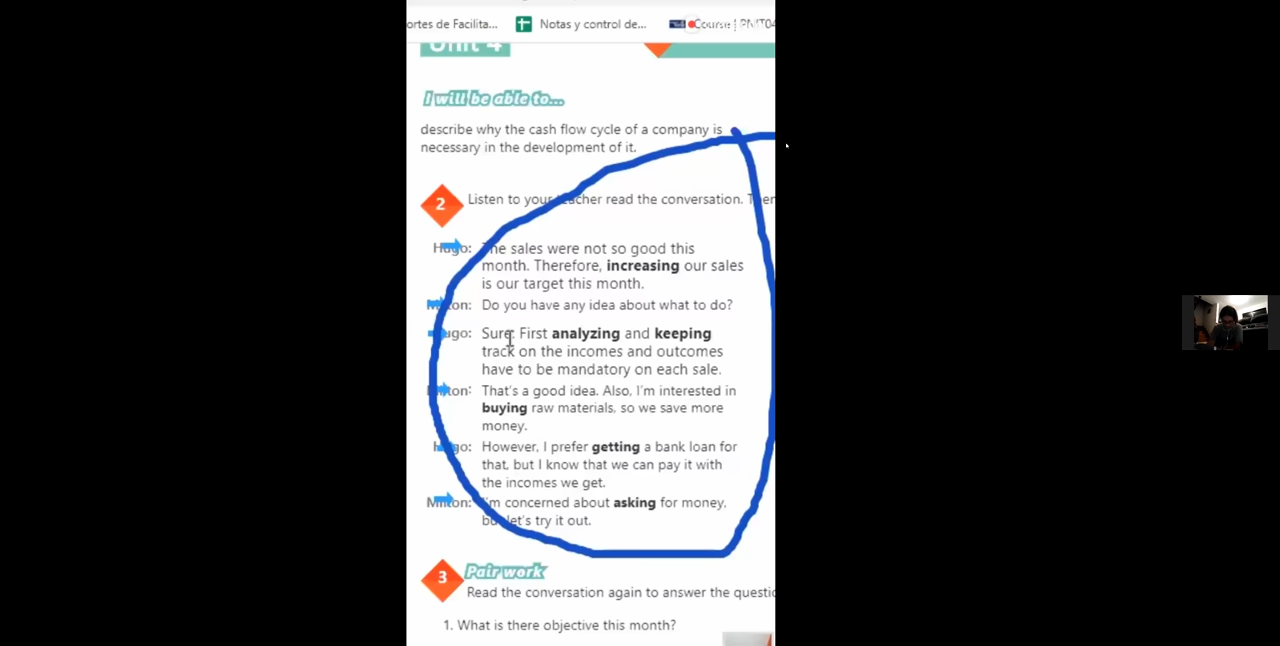 ortes de Facilita... Notas y control de... Course | PNIT04
Unit 4
I will be able to...
describe why the cash flow cycle of a company is
necessary in the development of it.
2 Listen to your teacher read the conversation. Then
Hugo: The sales were not so good this
month. Therefore, increasing our sales
is our target this month.
Milton: Do you have any idea about what to do?
Hugo: Sure. First analyzing and keeping
track on the incomes and outcomes
have to be mandatory on each sale.
Milton: That's a good idea. Also, I'm interested in
buying raw materials, so we save more
money.
Hugo: However, I prefer getting a bank loan for
that, but I know that we can pay it with
the incomes we get.
Milton: I'm concerned about asking for money,
but let's try it out.
3 Pair work
Read the conversation again to answer the questio
1. What is there objective this month?